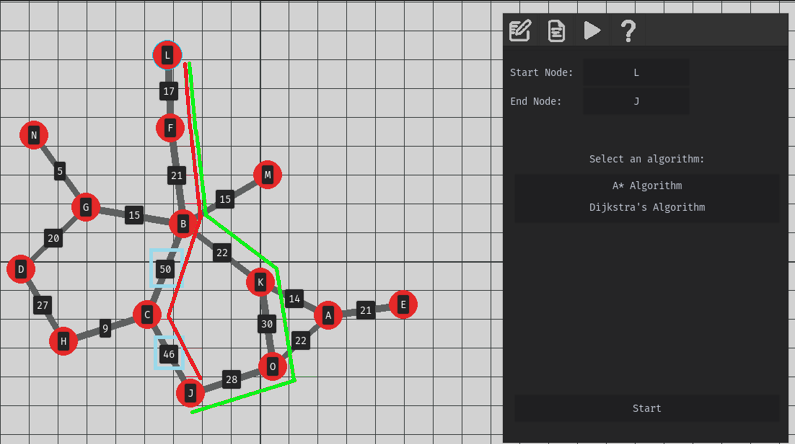 L
17
N
F
5
21
M
15
G
15
B
20
22
D
50
K
27
14
E
C
30
21
A
9
H
46
22
O
28
J
?
Start Node: L
End Node: J
Select an algorithm:
A* Algorithm
Dijkstra's Algorithm
Start